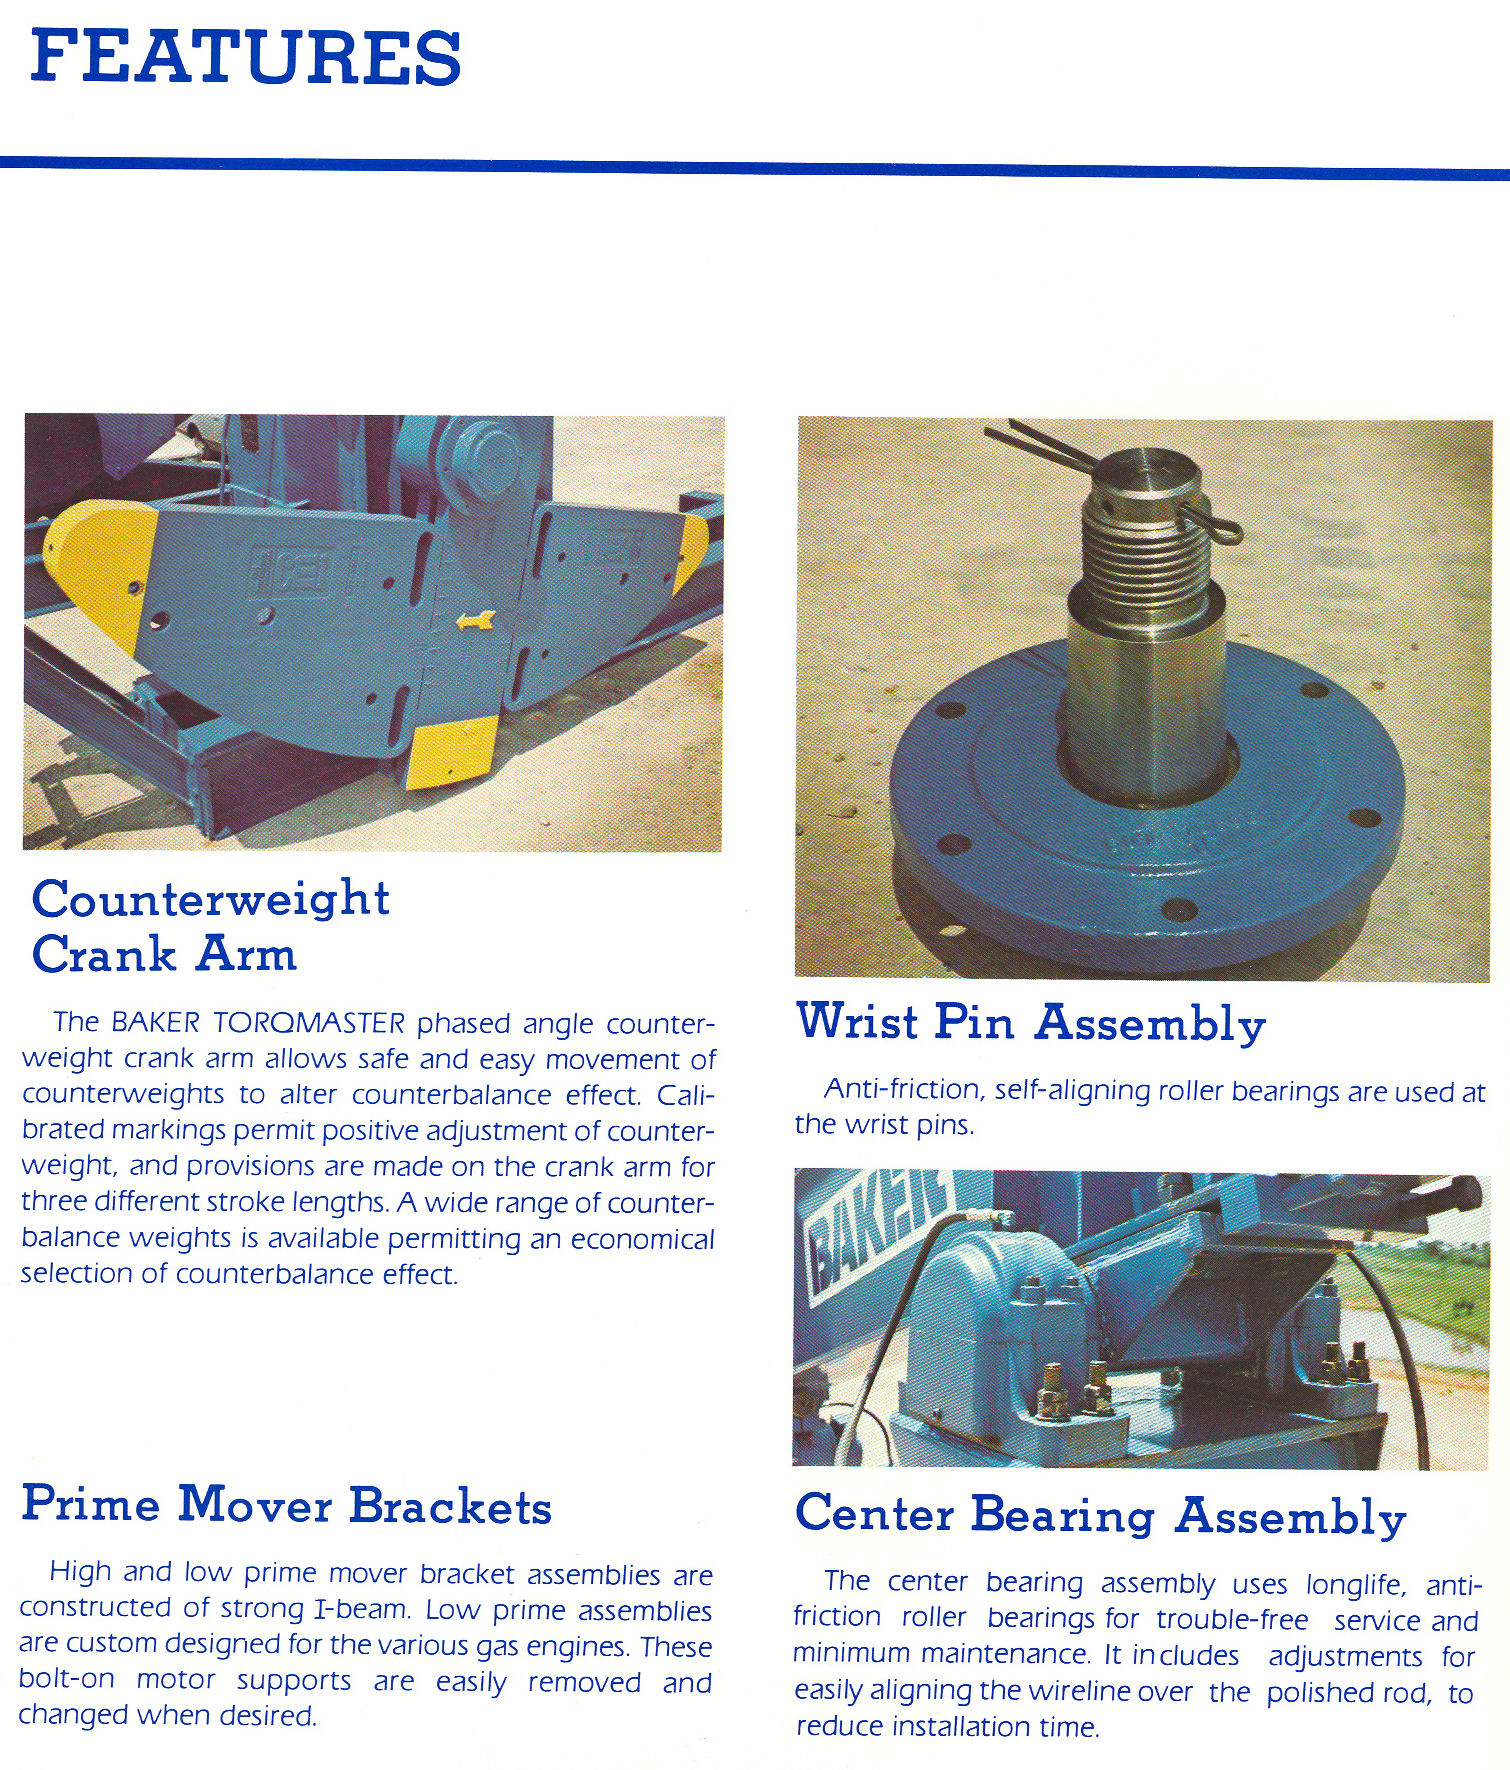 FEATURES
Counterweight
Crank Arm
The BAKER TORQMASTER phased angle counter-
weight crank arm allows safe and easy movement of
counterweights to alter counterbalance effect. Cali-
brated markings permit positive adjustment of counter-
weight, and provisions are made on the crank arm for
three different stroke lengths. A wide range of counter-
balance weights is available permitting an economical
selection of counterbalance effect.
Prime Mover Brackets
High and low prime mover bracket assemblies are
constructed of strong I-beam. Low prime assemblies
are custom designed for the various gas engines. These
bolt-on motor supports are easily removed and
changed when desired.
Wrist Pin Assembly
Anti-friction, self-aligning roller bearings are used at
the wrist pins.
BAKER
Center Bearing Assembly
The center bearing assembly uses longlife, anti-
friction roller bearings for trouble-free service and
minimum maintenance. It includes adjustments for
easily aligning the wireline over the polished rod, to
reduce installation time.